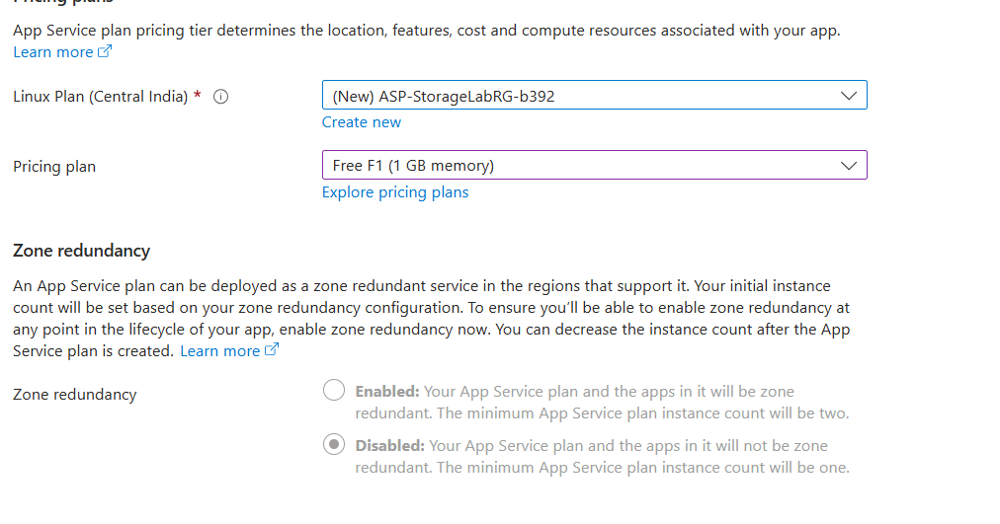 Pricing plans
App Service plan pricing tier determines the location, features, cost and compute resources associated with your app.
Learn more
Linux Plan (Central India) *
(New) ASP-StorageLabRG-b392
Create new
Pricing plan
Free F1 (1 GB memory)
Explore pricing plans
Zone redundancy
An App Service plan can be deployed as a zone redundant service in the regions that support it. Your initial instance
count will be set based on your zone redundancy configuration. To ensure you'll be able to enable zone redundancy at
any point in the lifecycle of your app, enable zone redundancy now. You can decrease the instance count after the App
Service plan is created. Learn more
Zone redundancy
Enabled: Your App Service plan and the apps in it will be zone
redundant. The minimum App Service plan instance count will be two.
Disabled: Your App Service plan and the apps in it will not be zone
redundant. The minimum App Service plan instance count will be one.